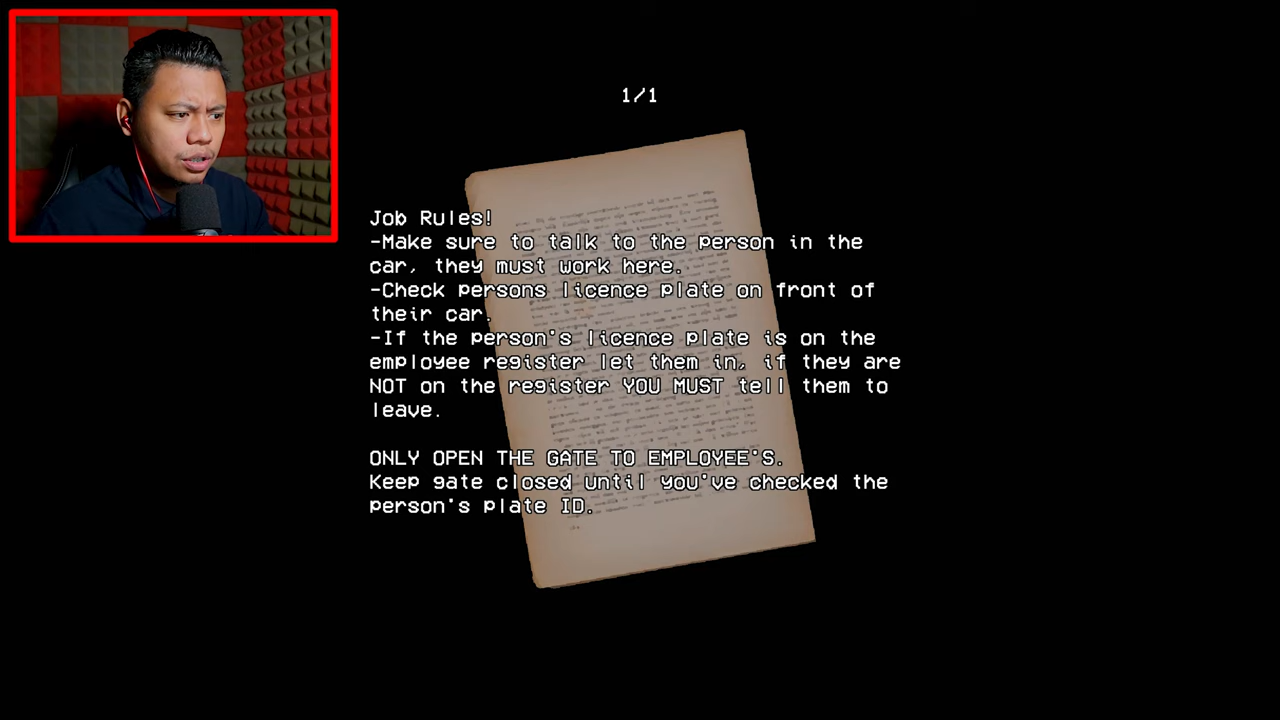 1/1
Job Rules!
-Make sure to talk to the person in the
car, they must work here.
-Check persons licence plate on front of
their car.
-If the person's licence plate is on the
employee register let them in, if they are
NOT on the register YOU MUST tell them to
leave.
ONLY OPEN THE GATE TO EMPLOYEE'S.
Keep gate closed until you've checked the
person's plate ID.